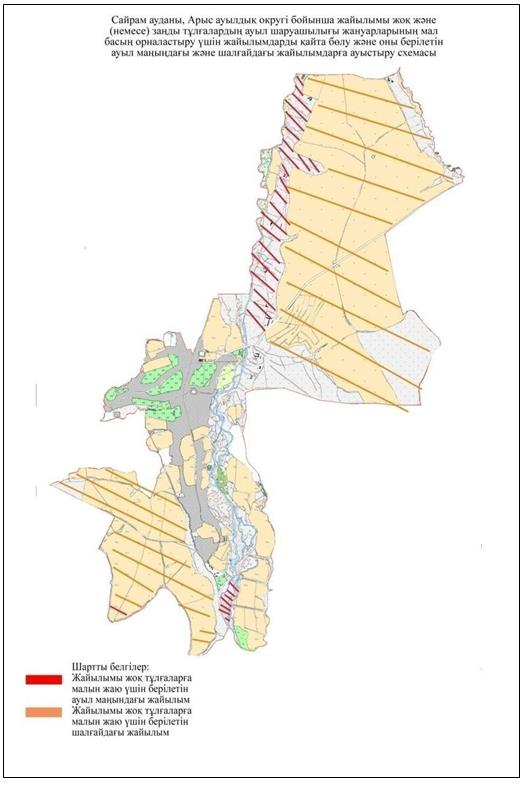 Сайрам ауданы, Арыс ауылдық округі бойынша жайылымы жоқ және
(немесе) заңды тұлғалардың ауыл шаруашылығы жануарларының мал
басың орналастыру үшін жайылымдарды қайта бөлу және оны берілетін
ауыл маңындағы және шалғайдағы жайылымдарға ауыстыру схемасы
Шартты белгілер:
Жайылымы жоқ тұлғаларға
малын жаю үшін берілетін
ауыл маңындағы жайылым
Жайылымы жоқ тұлғаларға
малын жаю үшін берілетін
шалғайдағы жайылым